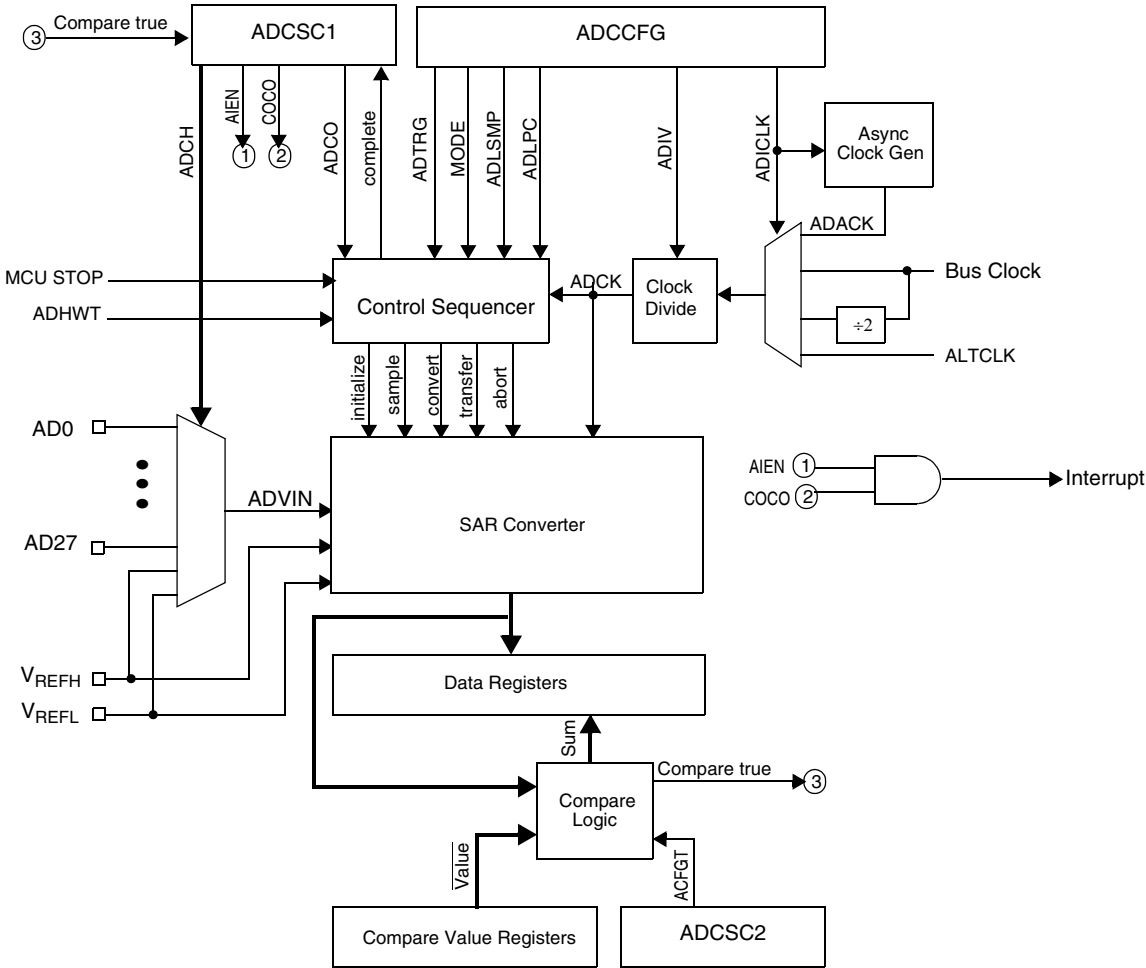 3 Compare true
ADCSC1
ADCCFG
ADCH
AIEN
COCO
ADCO
complete
ADTRG
MODE
ADLSMP
ADLPC
ADIV
ADICLK
Async
Clock Gen
1
2
ADACK
MCU STOP
ADHWT
Control Sequencer
ADCK
Clock
Divide
Bus Clock
÷2
ALTCLK
initialize
sample
convert
transfer
abort
AD0
AD27
ADVIN
SAR Converter
AIEN 1
COCO 2
Interrupt
VREFH
VREFL
Data Registers
Sum
Compare
Logic
Compare true 3
Value
ACFGT
Compare Value Registers
ADCSC2